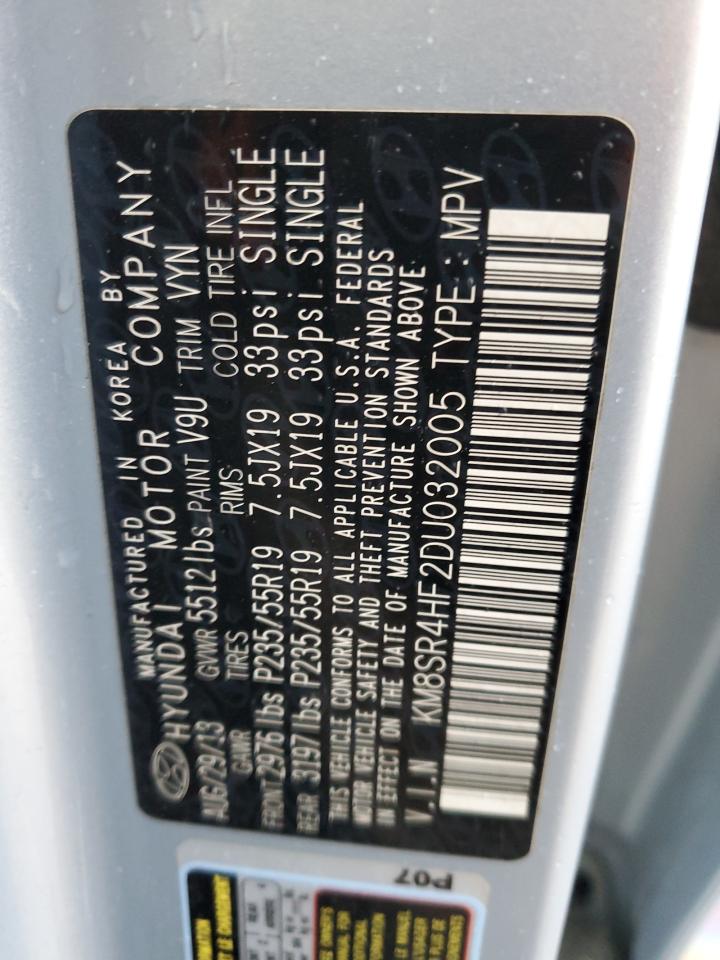 MANUFACTURED IN KOREA BY
HYUNDAI MOTOR COMPANY
AUG/29/13 GVWR 5512 lbs PAINT V9U TRIM VYN
GAWR TIRES RIMS COLD TIRE INFL
FRONT 2976 lbs P235/55R19 7.5JX19 33psi SINGLE
REAR 3197 lbs P235/55R19 7.5JX19 33psi SINGLE
THIS VEHICLE CONFORMS TO ALL APPLICABLE U.S.A. FEDERAL
MOTOR VEHICLE SAFETY AND THEFT PREVENTION STANDARDS
IN EFFECT ON THE DATE OF MANUFACTURE SHOWN ABOVE
V.I.N KM8SR4HF2DU032005 TYPE : MPV
P07